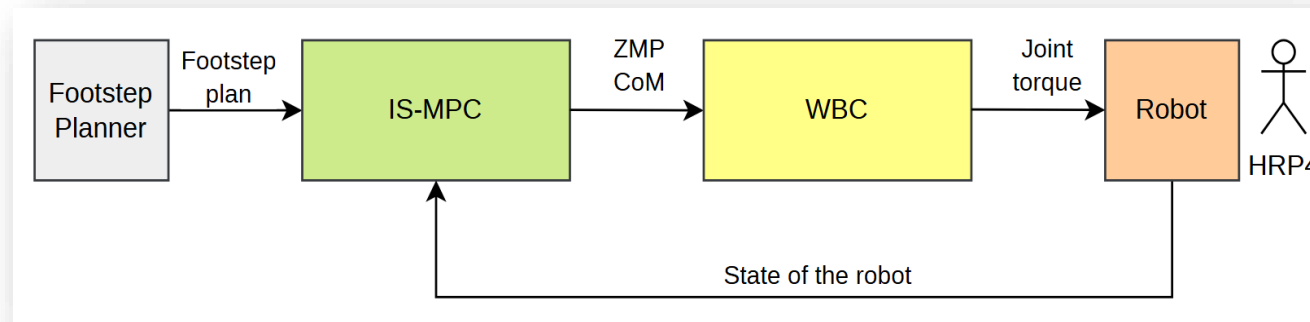 Footstep
Planner
Footstep
plan
IS-MPC
ZMP
CoM
WBC
Joint
torque
Robot
HRP4
State of the robot